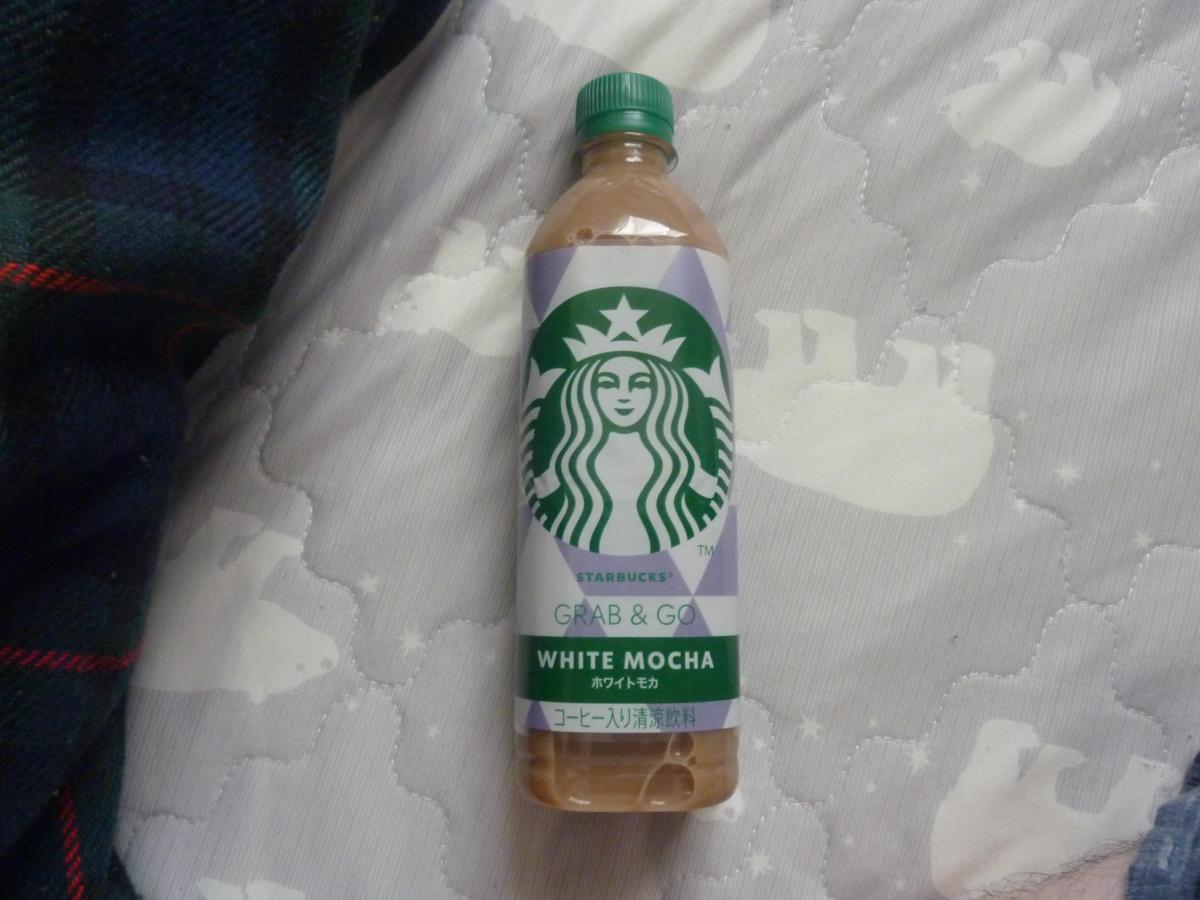 TM
STARBUCKS®
GRAB & GO
WHITE MOCHA
ホワイトモカ
コーヒー入り清涼飲料